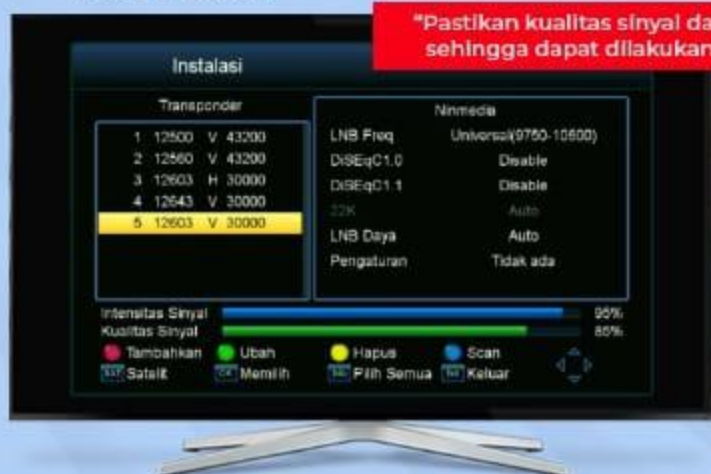 "Pastikan kualitas sinyal da
sehingga dapat dilakukan
Instalasi
Transponder
1 12500 V 43200
2 12560 V 43200
3 12603 H 30000
4 12643 V 30000
5 12603 V 30000
Ninmedia
LNB Freq Universal(9750-10600)
DiSEqC1.0 Disable
DiSEqC1.1 Disable
22K Auto
LNB Daya Auto
Pengaturan Tidak ada
Intensitas Sinyal 95%
Kualitas Sinyal 85%
Tambahkan Ubah Hapus Scan
SAT Satelit OK Memilih Pilih Semua Keluar